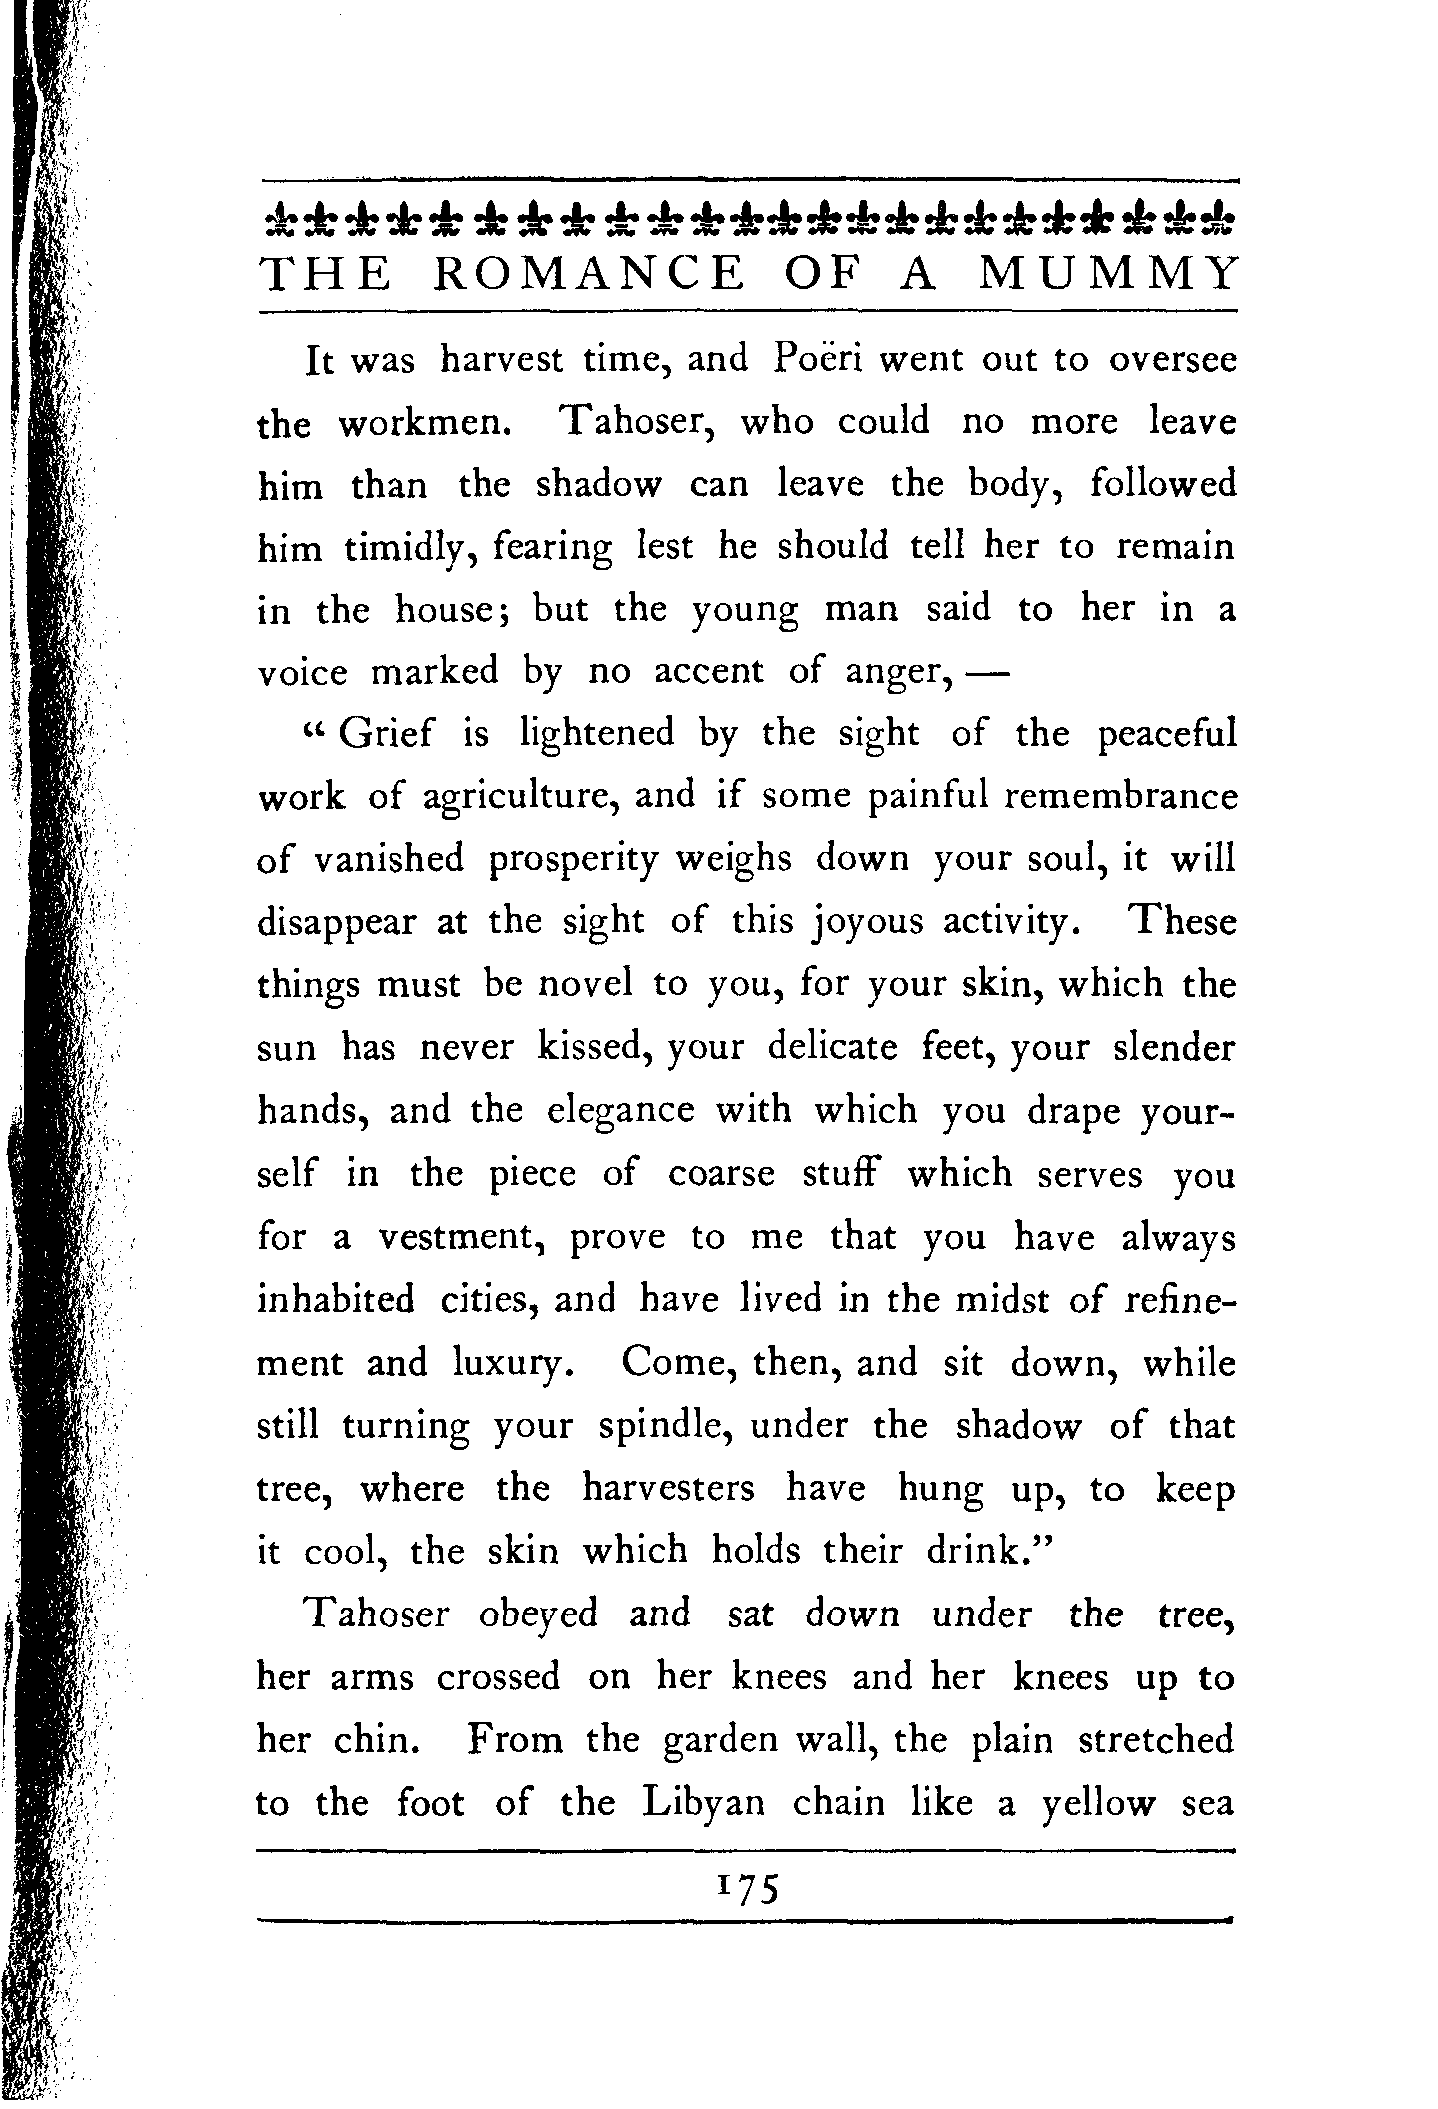 THE ROMANCE OF A MUMMY
It was harvest time, and Poëri went out to oversee
the workmen. Tahoser, who could no more leave
him than the shadow can leave the body, followed
him timidly, fearing lest he should tell her to remain
in the house; but the young man said to her in a
voice marked by no accent of anger, —
“Grief is lightened by the sight of the peaceful
work of agriculture, and if some painful remembrance
of vanished prosperity weighs down your soul, it will
disappear at the sight of this joyous activity. These
things must be novel to you, for your skin, which the
sun has never kissed, your delicate feet, your slender
hands, and the elegance with which you drape your-
self in the piece of coarse stuff which serves you
for a vestment, prove to me that you have always
inhabited cities, and have lived in the midst of refine-
ment and luxury. Come, then, and sit down, while
still turning your spindle, under the shadow of that
tree, where the harvesters have hung up, to keep
it cool, the skin which holds their drink.”
Tahoser obeyed and sat down under the tree,
her arms crossed on her knees and her knees up to
her chin. From the garden wall, the plain stretched
to the foot of the Libyan chain like a yellow sea
175